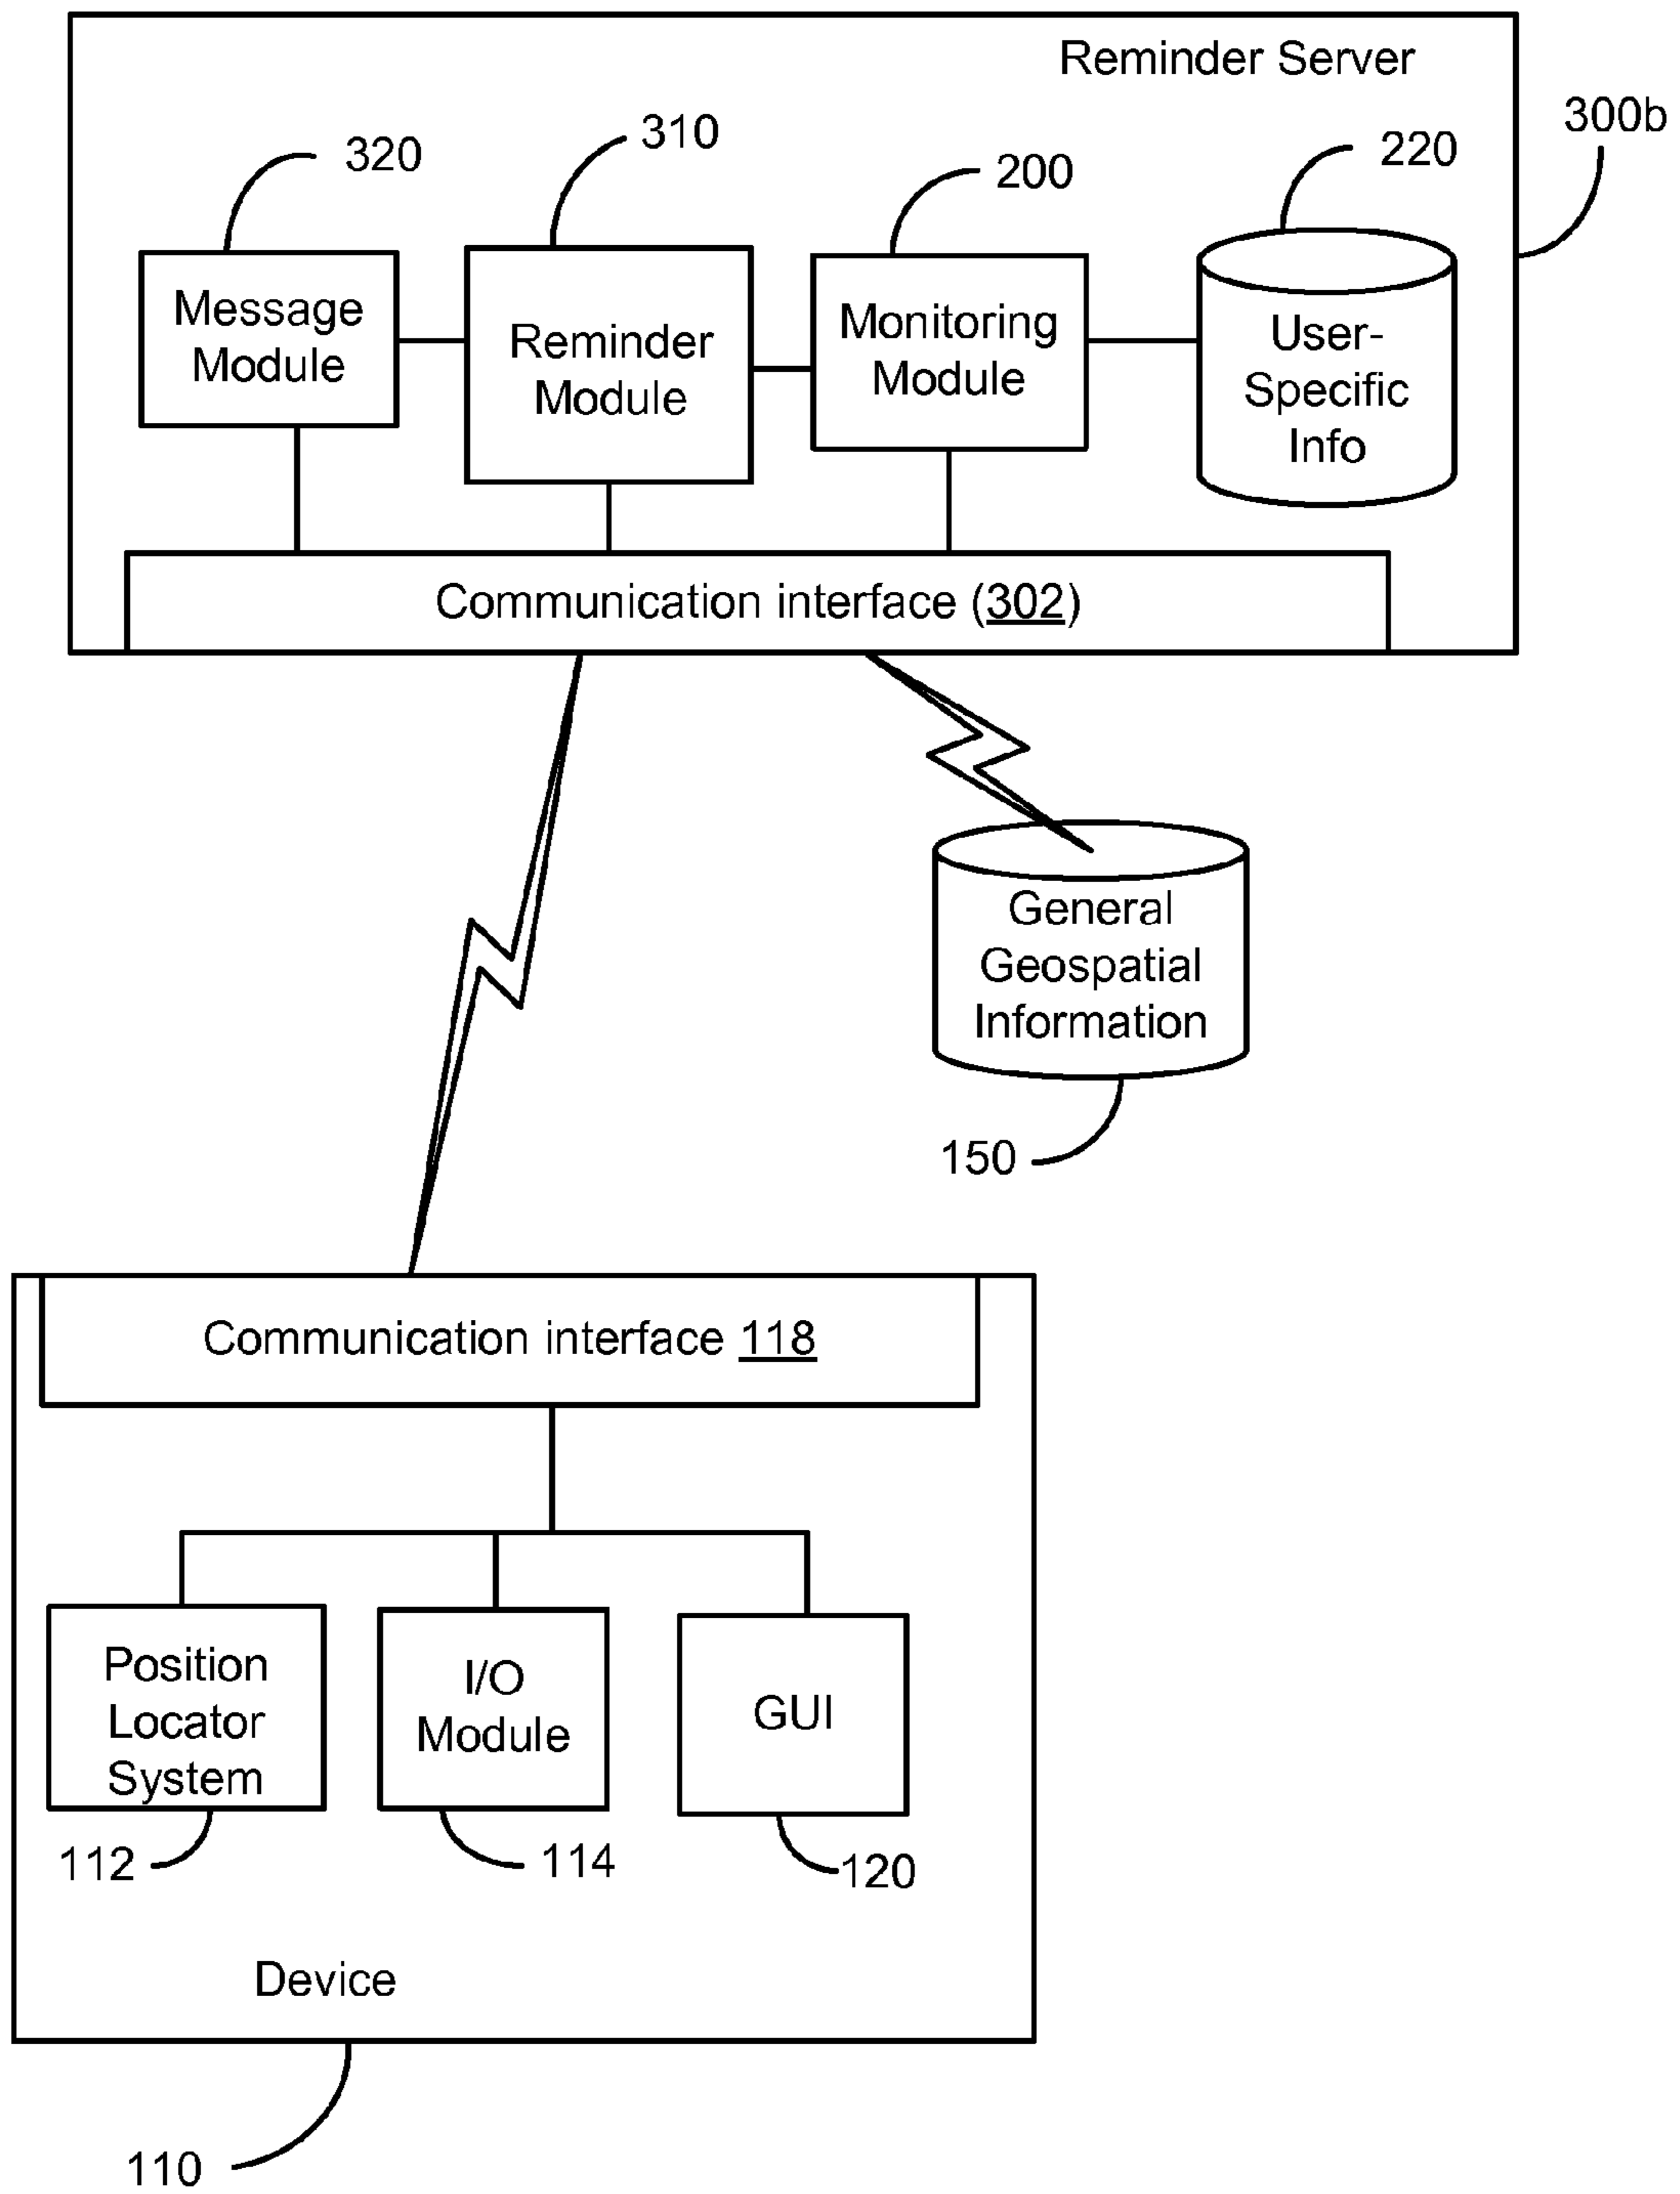 Reminder Server
300b
320
310
200
220
Message
Module
Reminder
Module
Monitoring
Module
User-
Specific
Info
Communication interface (302)
General
Geospatial
Information
150
Communication interface 118
Position
Locator
System
I/O
Module
GUI
112
114
120
Device
110